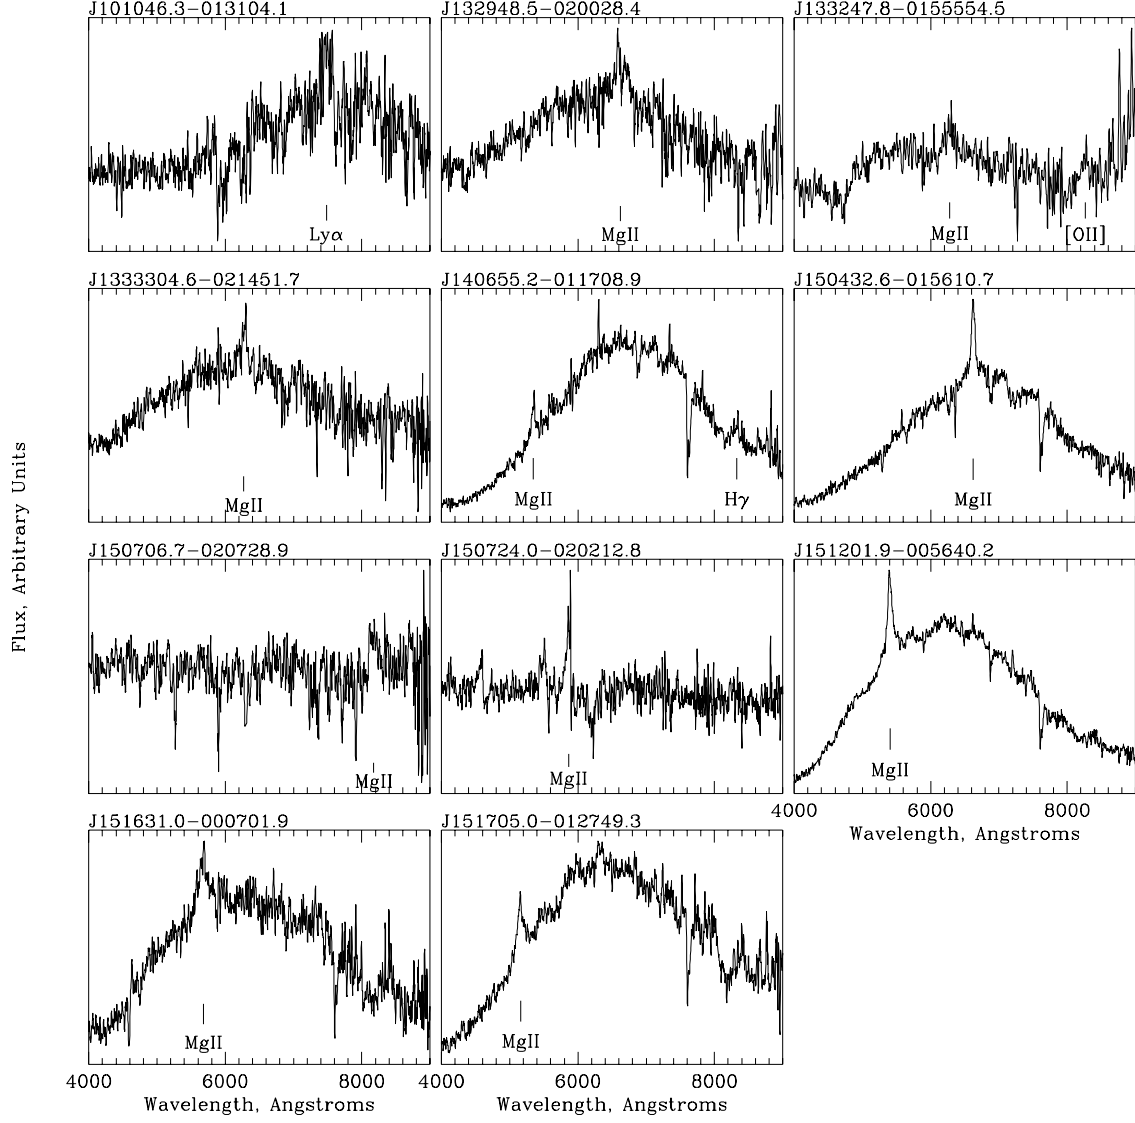 J101046.3−013104.1
J132948.5−020028.4
J133247.8−0155554.5
Lyα
MgII
MgII
[OII]
J1333304.6−021451.7
J140655.2−011708.9
J150432.6−015610.7
MgII
MgII
Hγ
MgII
Flux, Arbitrary Units
J150706.7−020728.9
J150724.0−020212.8
J151201.9−005640.2
MgII
MgII
MgII
4000 6000 8000
Wavelength, Angstroms
J151631.0−000701.9
J151705.0−012749.3
MgII
MgII
4000 6000 8000
4000 6000 8000
Wavelength, Angstroms
Wavelength, Angstroms